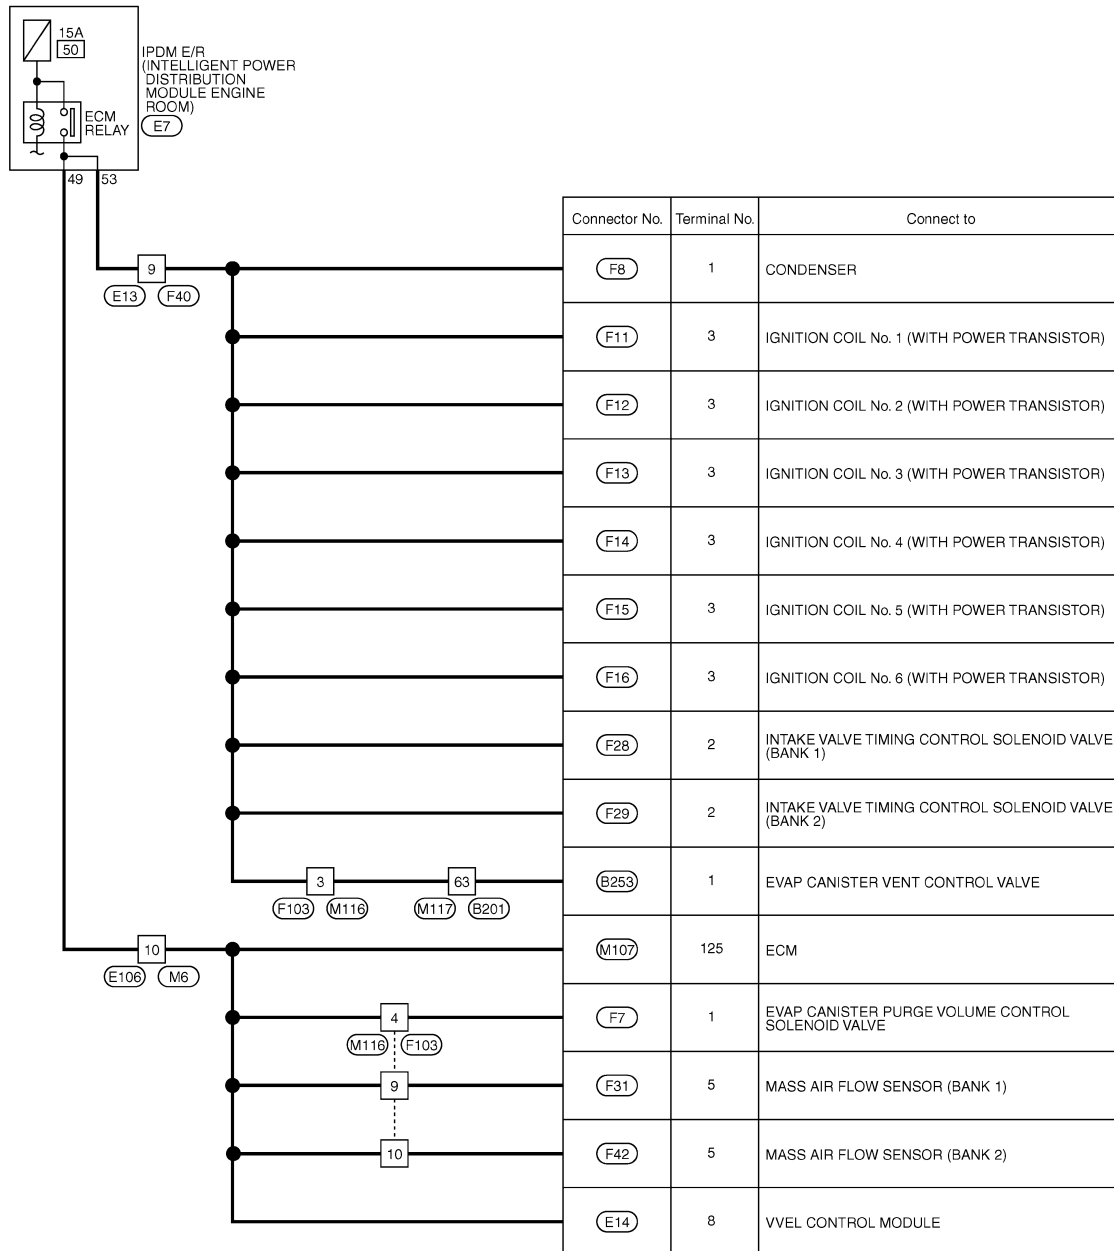 15A
50
IPDM E/R
(INTELLIGENT POWER
DISTRIBUTION
MODULE ENGINE
ROOM)
E7
ECM
RELAY
49 53
Connector No. Terminal No. Connect to
9 F8 1 CONDENSER
E13 F40
F11 3 IGNITION COIL No. 1 (WITH POWER TRANSISTOR)
F12 3 IGNITION COIL No. 2 (WITH POWER TRANSISTOR)
F13 3 IGNITION COIL No. 3 (WITH POWER TRANSISTOR)
F14 3 IGNITION COIL No. 4 (WITH POWER TRANSISTOR)
F15 3 IGNITION COIL No. 5 (WITH POWER TRANSISTOR)
F16 3 IGNITION COIL No. 6 (WITH POWER TRANSISTOR)
F28 2 INTAKE VALVE TIMING CONTROL SOLENOID VALVE
(BANK 1)
F29 2 INTAKE VALVE TIMING CONTROL SOLENOID VALVE
(BANK 2)
3 63 B253 1 EVAP CANISTER VENT CONTROL VALVE
F103 M116 M117 B201
10 M107 125 ECM
E106 M6
4 F7 1 EVAP CANISTER PURGE VOLUME CONTROL
SOLENOID VALVE
M116 F103
9 F31 5 MASS AIR FLOW SENSOR (BANK 1)
10 F42 5 MASS AIR FLOW SENSOR (BANK 2)
E14 8 VVEL CONTROL MODULE